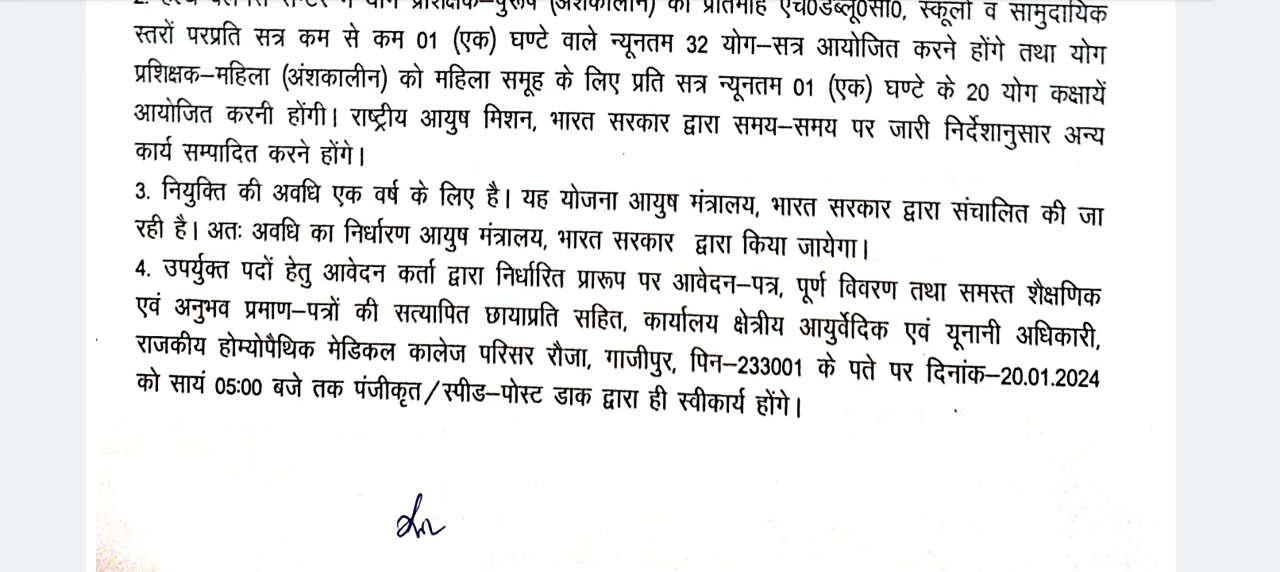 2. हेल्थ वेलनेस सेन्टर में योग प्रशिक्षक–पुरूष (अंशकालीन) को प्रतिमाह एच0डब्लू0सी0, स्कूलों व सामुदायिक
स्तरों परप्रति सत्र कम से कम 01 (एक) घण्टे वाले न्यूनतम 32 योग–सत्र आयोजित करने होंगे तथा योग
प्रशिक्षक–महिला (अंशकालीन) को महिला समूह के लिए प्रति सत्र न्यूनतम 01 (एक) घण्टे के 20 योग कक्षायें
आयोजित करनी होंगी। राष्ट्रीय आयुष मिशन, भारत सरकार द्वारा समय–समय पर जारी निर्देशानुसार अन्य
कार्य सम्पादित करने होंगे।
3. नियुक्ति की अवधि एक वर्ष के लिए है। यह योजना आयुष मंत्रालय, भारत सरकार द्वारा संचालित की जा
रही है। अतः अवधि का निर्धारण आयुष मंत्रालय, भारत सरकार द्वारा किया जायेगा।
4. उपर्युक्त पदों हेतु आवेदन कर्ता द्वारा निर्धारित प्रारूप पर आवेदन–पत्र, पूर्ण विवरण तथा समस्त शैक्षणिक
एवं अनुभव प्रमाण–पत्रों की सत्यापित छायाप्रति सहित, कार्यालय क्षेत्रीय आयुर्वेदिक एवं यूनानी अधिकारी,
राजकीय होम्योपैथिक मेडिकल कालेज परिसर रौजा, गाजीपुर, पिन–233001 के पते पर दिनांक–20.01.2024
को सायं 05:00 बजे तक पंजीकृत/स्पीड–पोस्ट डाक द्वारा ही स्वीकार्य होंगे।